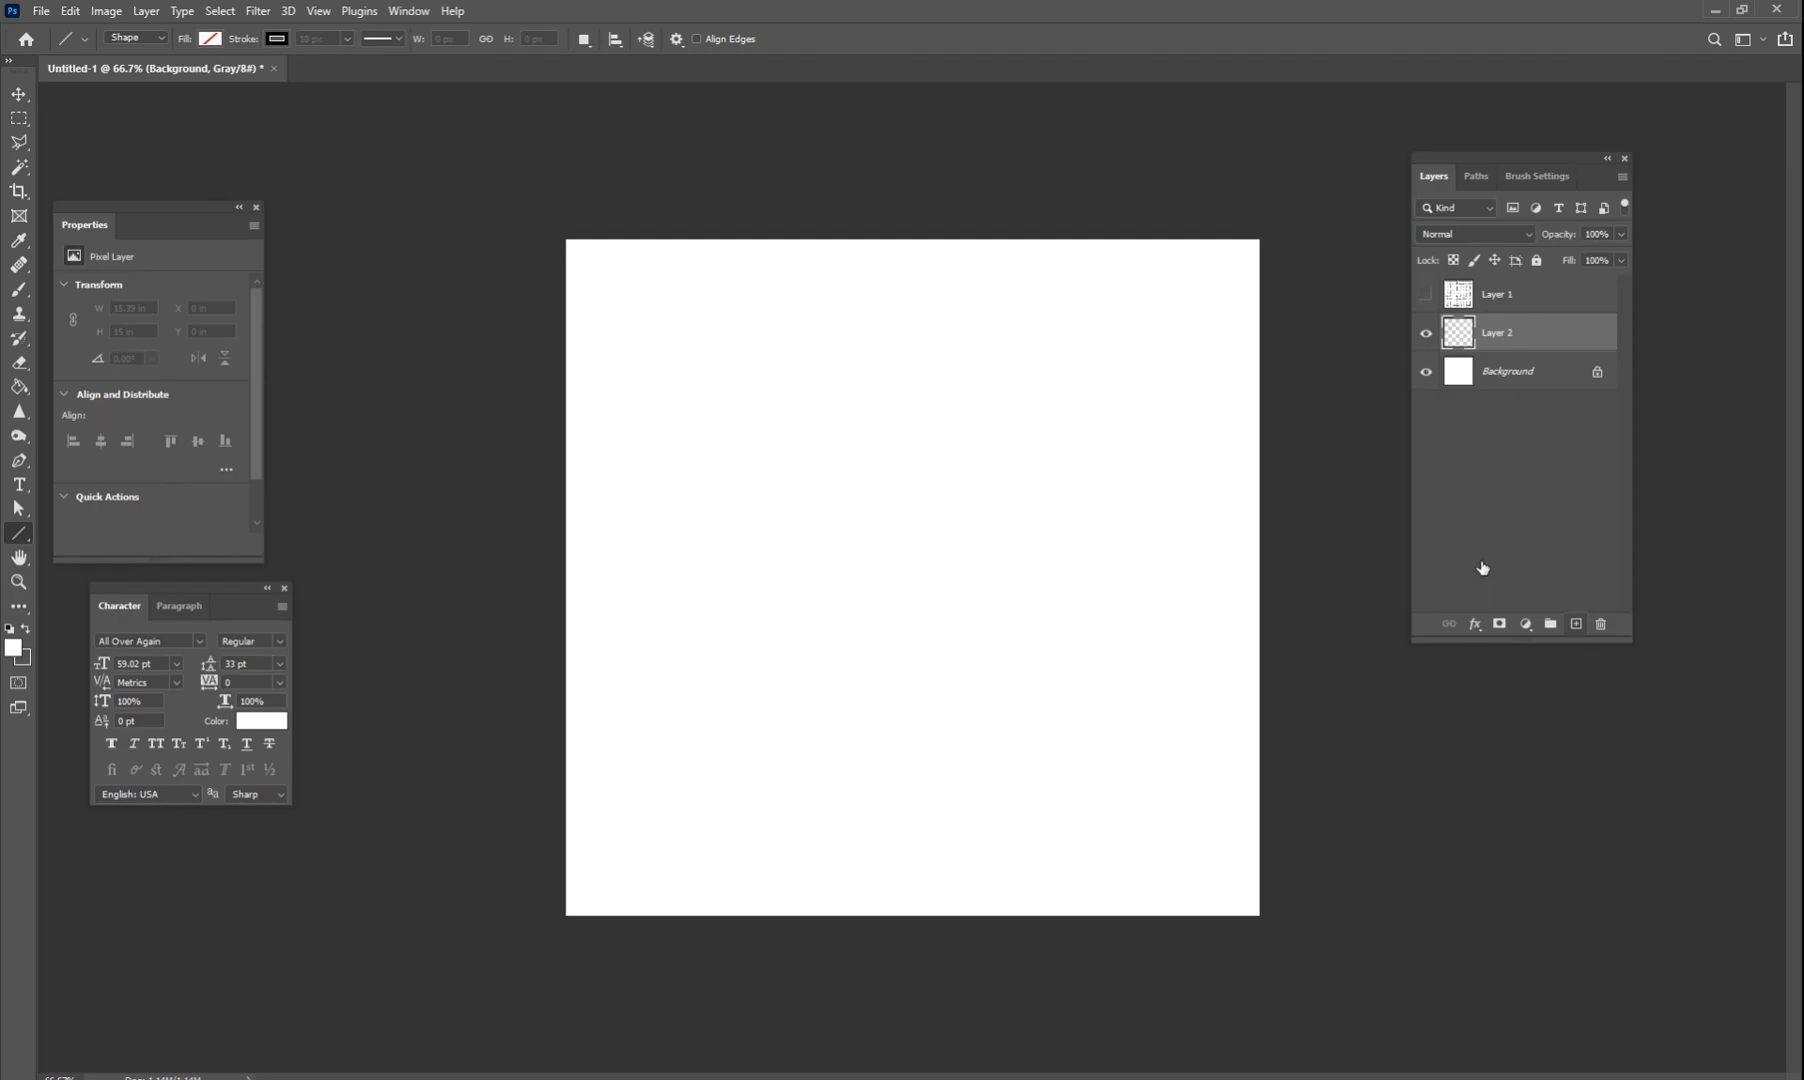 Ps File Edit Image Layer Type Select Filter 3D View Plugins Window Help
Shape Fill: Stroke: 10 px W: 0 px H: 0 px Align Edges
Untitled-1 @ 66.7% (Background, Gray/8#) *
Properties
Pixel Layer
Transform
W 15.39 in X 0 in
H 15 in Y 0 in
0.00°
Align and Distribute
Align:
Quick Actions
Character Paragraph
All Over Again Regular
59.02 pt 33 pt
Metrics 0
100% 100%
0 pt Color:
English: USA Sharp
Layers Paths Brush Settings
Kind
Normal Opacity: 100%
Lock: Fill: 100%
Layer 1
Layer 2
Background